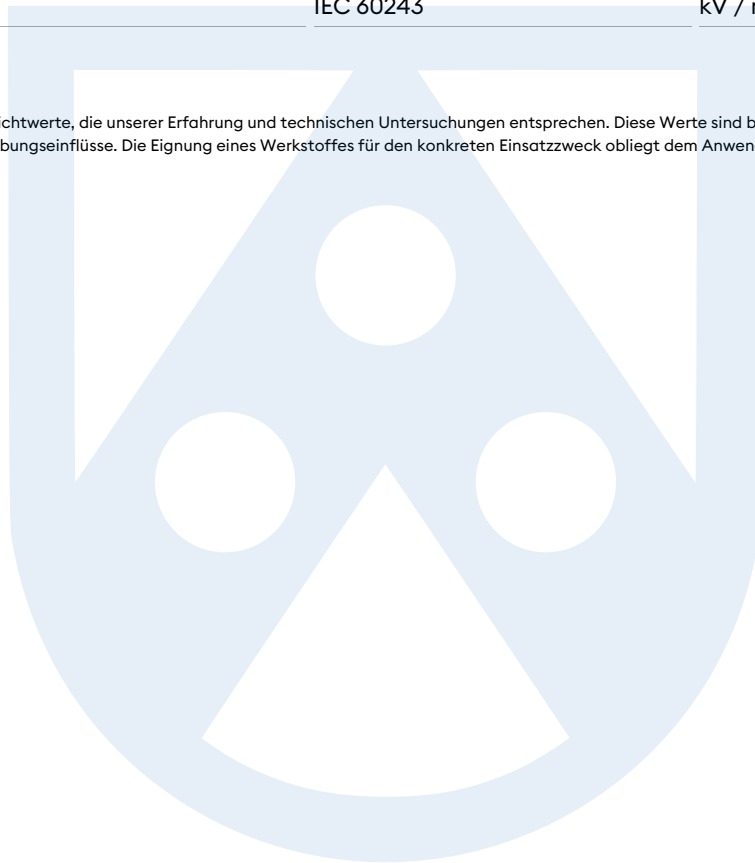 IEC 60243 kV /
ichtwerte, die unserer Erfahrung und technischen Untersuchungen entsprechen. Diese Werte sind
bungseinflüsse. Die Eignung eines Werkstoffes für den konkreten Einsatzzweck obliegt dem Anwen